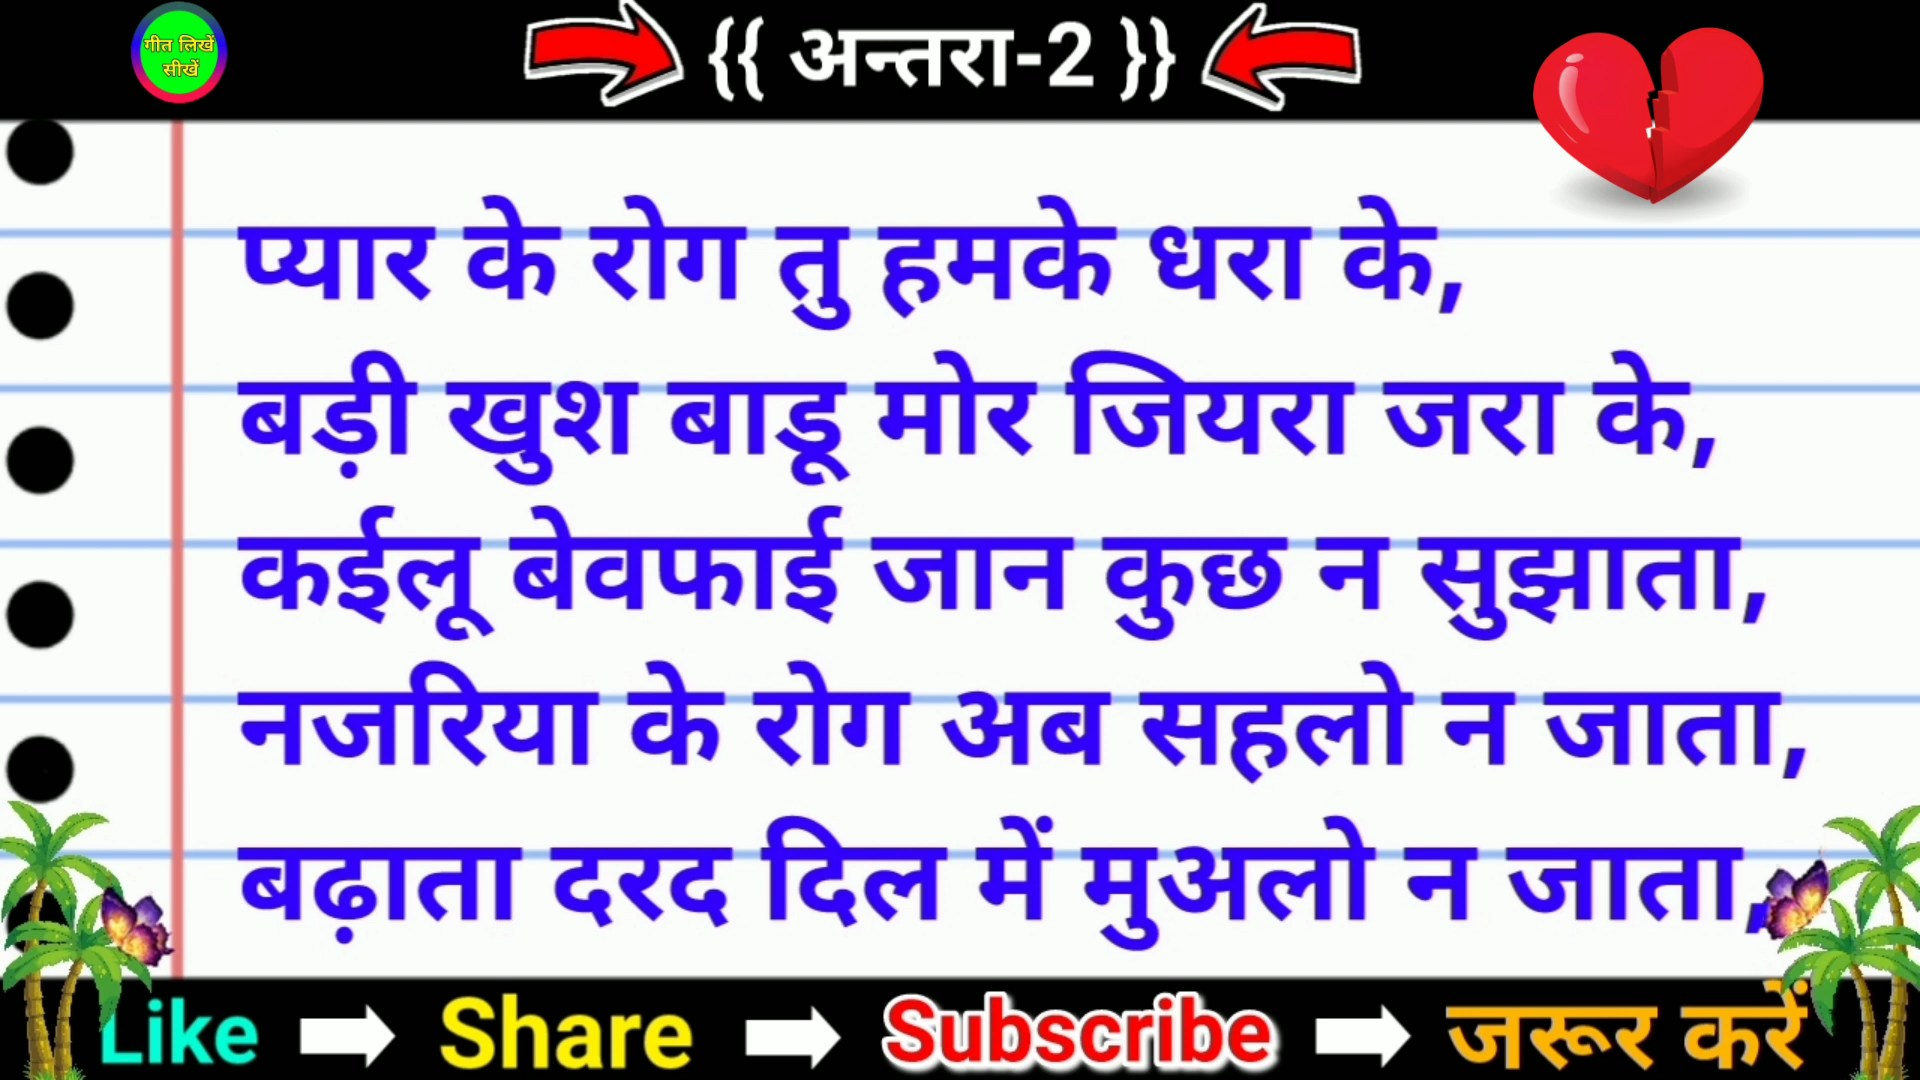 गीत लिखें
सीखें
{{ अन्तरा-2 }}
प्यार के रोग तु हमके धरा के,
बड़ी खुश बाडू मोर जियरा जरा के,
कईलू बेवफाई जान कुछ न सुझाता,
नजरिया के रोग अब सहलो न जाता,
बढ़ाता दरद दिल में मुअलो न जाता,
Like Share Subscribe जरूर करें